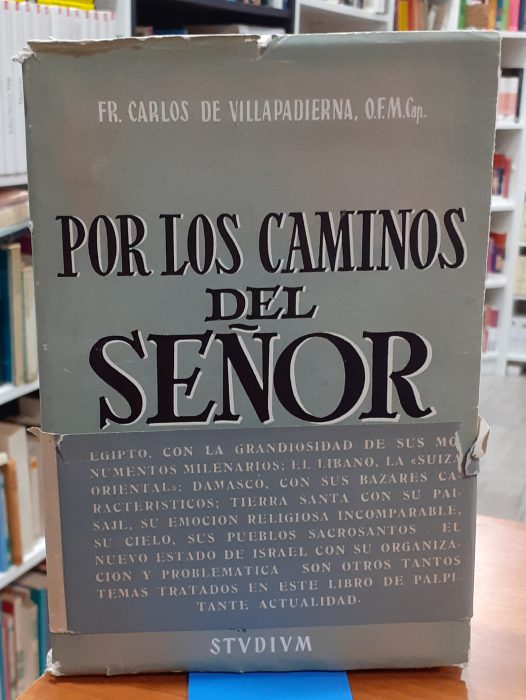 FR. CARLOS DE VILLAPADIERNA, O.F.M.Cap.
POR LOS CAMINOS
DEL
SEÑOR
EGIPTO, CON LA GRANDIOSIDAD DE SUS MO
NUMENTOS MILENARIOS; EL LIBANO, LA «SUIZA
ORIENTAL»; DAMASCO, CON SUS BAZARES CA-
RACTERISTICOS; TIERRA SANTA CON SU PAI-
SAJE, SU EMOCION RELIGIOSA INCOMPARABLE,
SU CIELO, SUS PUEBLOS SACROSANTOS EL
NUEVO ESTADO DE ISRAEL CON SU ORGANIZA-
CION Y PROBLEMATICA SON OTROS TANTOS
TEMAS TRATADOS EN ESTE LIBRO DE PALPI-
TANTE ACTUALIDAD.
STVDIVM